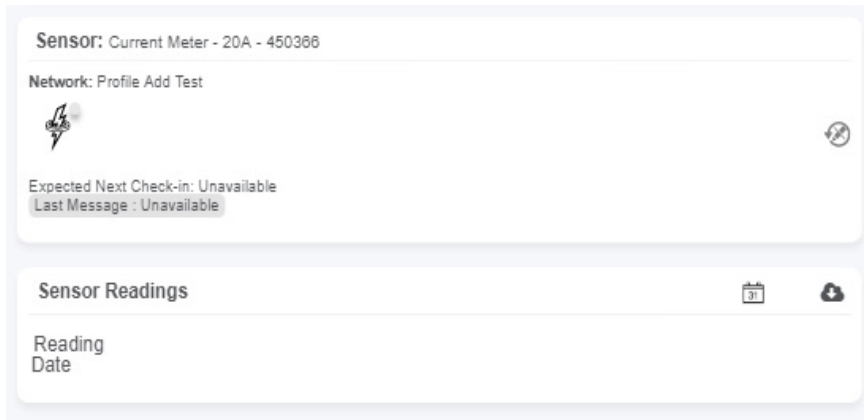 Sensor: Current Meter - 20A - 450366
Network: Profile Add Test
Expected Next Check-in: Unavailable
Last Message : Unavailable
Sensor Readings
31
Reading
Date